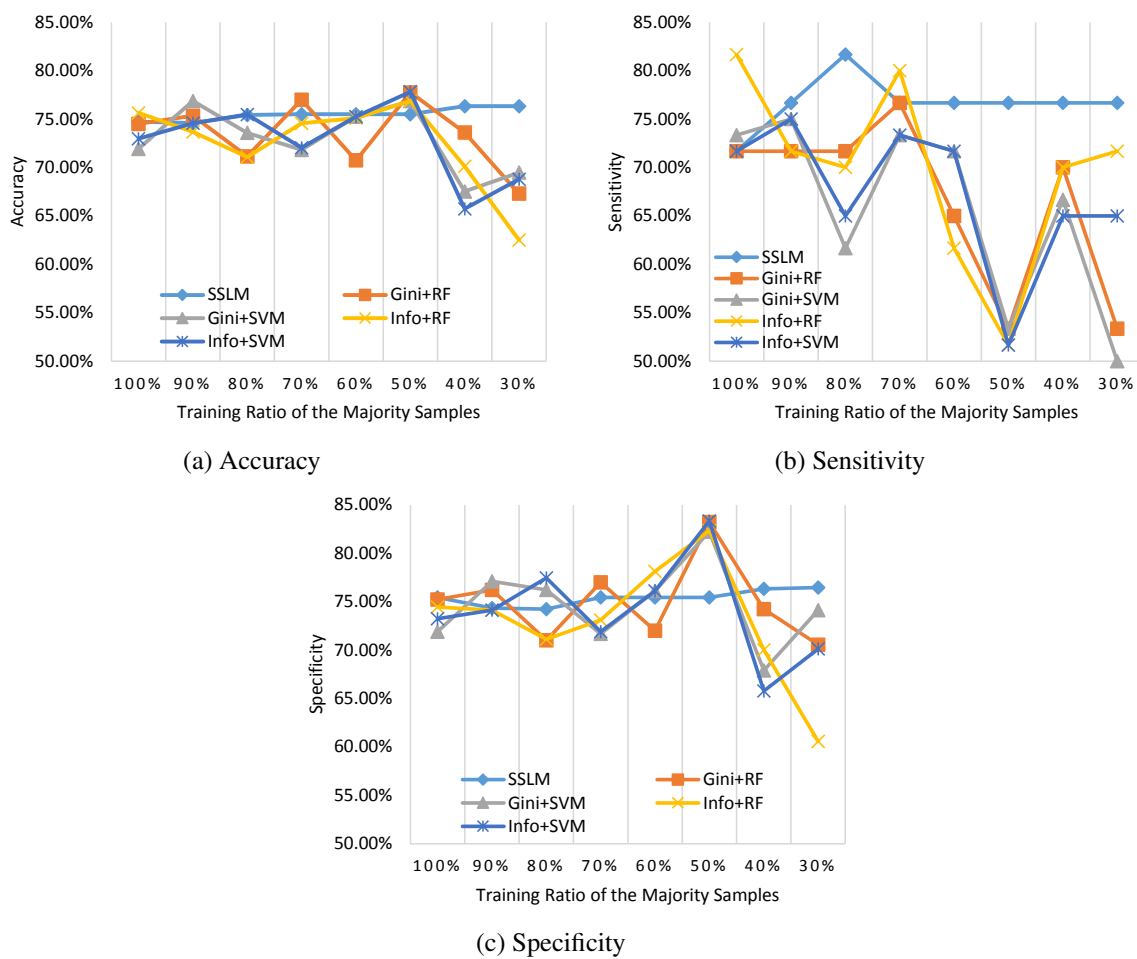 85.00%
80.00%
75.00%
70.00%
65.00%
60.00%
55.00%
50.00%
Accuracy
SSLM
Gini+RF
Gini+SVM
Info+RF
Info+SVM
100% 90% 80% 70% 60% 50% 40% 30%
Training Ratio of the Majority Samples
(a) Accuracy
85.00%
80.00%
75.00%
70.00%
65.00%
60.00%
55.00%
50.00%
Sensitivity
SSLM
Gini+RF
Gini+SVM
Info+RF
Info+SVM
100% 90% 80% 70% 60% 50% 40% 30%
Training Ratio of the Majority Samples
(b) Sensitivity
85.00%
80.00%
75.00%
70.00%
65.00%
60.00%
55.00%
50.00%
Specificity
SSLM
Gini+RF
Gini+SVM
Info+RF
Info+SVM
100% 90% 80% 70% 60% 50% 40% 30%
Training Ratio of the Majority Samples
(c) Specificity